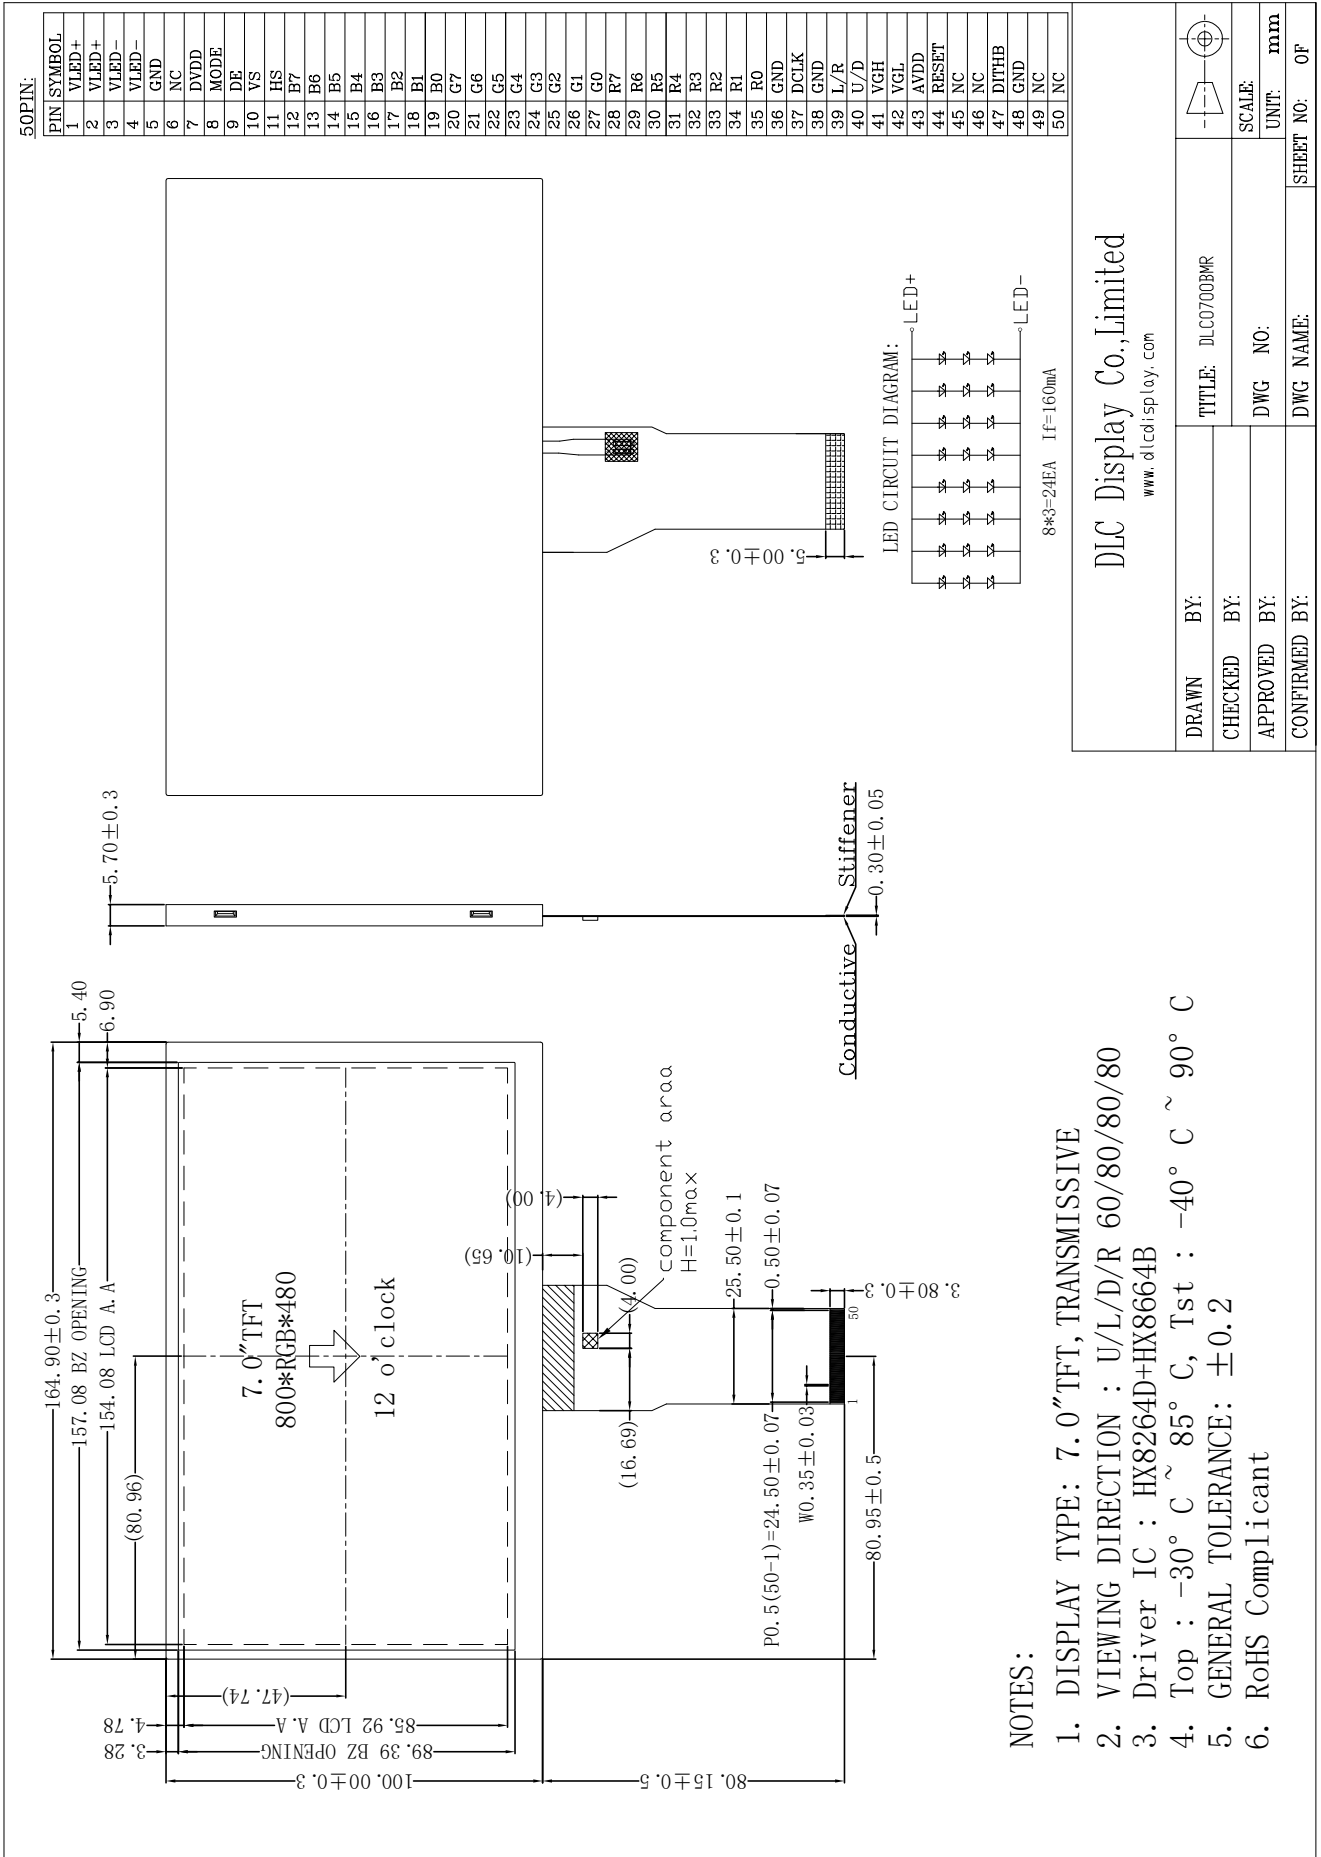 50PIN:
PIN SYMBOL
1 VLED+
2 VLED+
3 VLED-
4 VLED-
5 GND
6 NC
7 DVDD
8 MODE
9 DE
10 VS
11 HS
12 B7
13 B6
14 B5
15 B4
16 B3
17 B2
18 B1
19 B0
20 G7
21 G6
22 G5
23 G4
24 G3
25 G2
26 G1
27 G0
28 R7
29 R6
30 R5
31 R4
32 R3
33 R2
34 R1
35 R0
36 GND
37 DCLK
38 GND
39 L/R
40 U/D
41 VGH
42 VGL
43 AVDD
44 RESET
45 NC
46 NC
47 DITHB
48 GND
49 NC
50 NC
164.90±0.3
157.08 BZ OPENING
5.40
154.08 LCD A.A
6.90
(80.96)
7.0"TFT
800*RGB*480
12 o'clock
(47.74)
85.92 LCD A.A
4.78
89.39 BZ OPENING
3.28
100.00±0.3
80.15±0.5
(10.65)
(4.00)
(4.00)
(16.69)
component araa
H=1.0max
25.50±0.1
0.50±0.07
P0.5(50-1)=24.50±0.07
W0.35±0.03
3.80±0.3
1
50
80.95±0.5
5.70±0.3
Conductive
Stiffener
0.30±0.05
5.00±0.3
LED CIRCUIT DIAGRAM:
LED+
LED-
8*3=24EA If=160mA
NOTES:
1. DISPLAY TYPE: 7.0"TFT,TRANSMISSIVE
2. VIEWING DIRECTION : U/L/D/R 60/80/80/80
3. Driver IC : HX8264D+HX8664B
4. Top : -30° C ~ 85° C, Tst : -40° C ~ 90° C
5. GENERAL TOLERANCE: ±0.2
6. RoHS Complicant
DLC Display Co.,Limited
www.dlcdisplay.com
DRAWN BY:
TITLE: DLC0700BMR
CHECKED BY:
SCALE:
APPROVED BY:
DWG NO:
UNIT: mm
CONFIRMED BY:
DWG NAME:
SHEET NO: OF